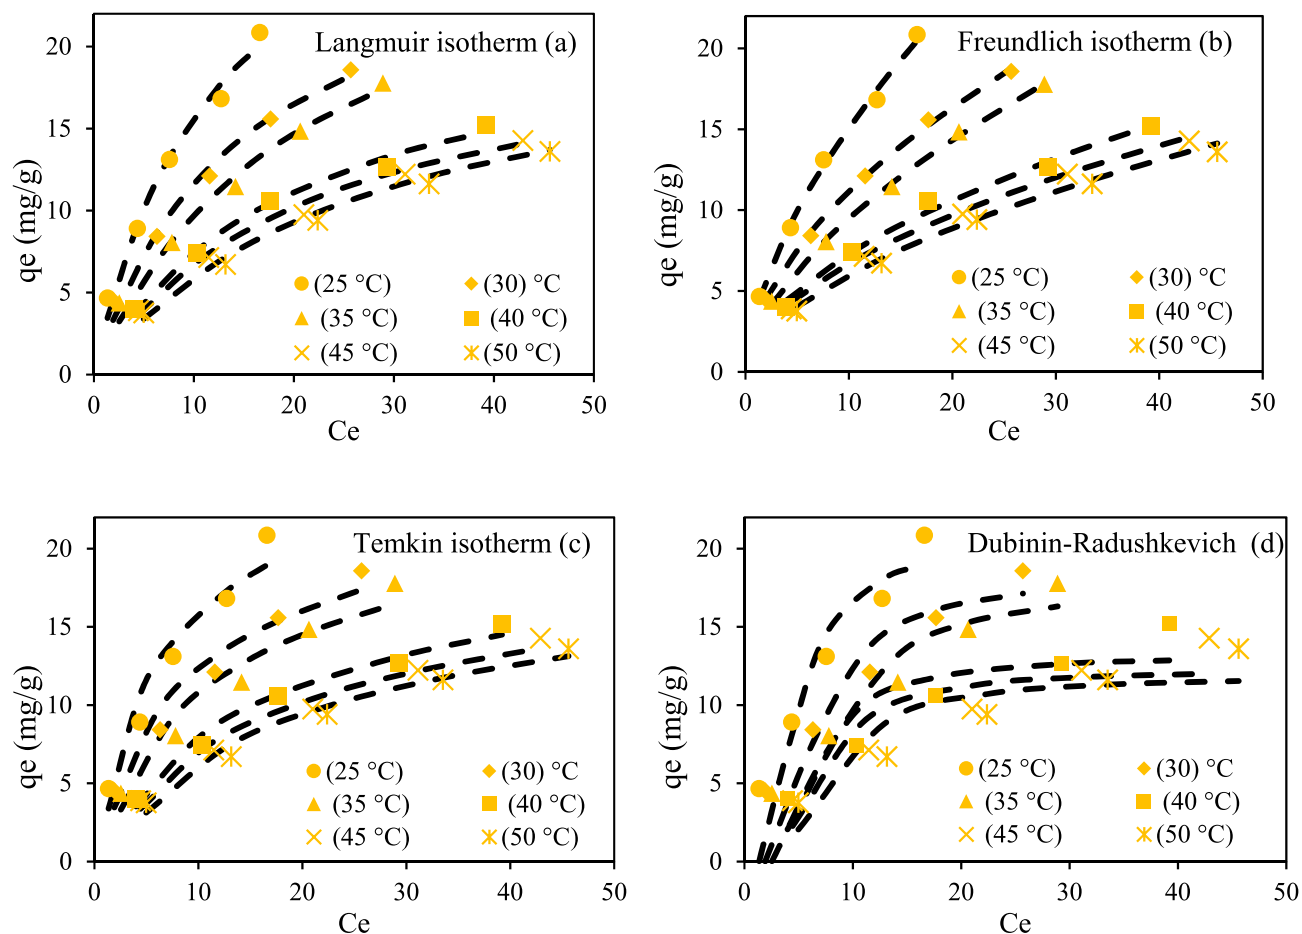 Langmuir isotherm (a)
qe (mg/g)
20
15
10
5
0
(25 °C)
(30) °C
(35 °C)
(40 °C)
(45 °C)
(50 °C)
0 10 20 30 40 50
Ce
Freundlich isotherm (b)
qe (mg/g)
20
15
10
5
0
(25 °C)
(30) °C
(35 °C)
(40 °C)
(45 °C)
(50 °C)
0 10 20 30 40 50
Ce
Temkin isotherm (c)
qe (mg/g)
20
15
10
5
0
(25 °C)
(30) °C
(35 °C)
(40 °C)
(45 °C)
(50 °C)
0 10 20 30 40 50
Ce
Dubinin-Radushkevich (d)
qe (mg/g)
20
15
10
5
0
(25 °C)
(30) °C
(35 °C)
(40 °C)
(45 °C)
(50 °C)
0 10 20 30 40 50
Ce